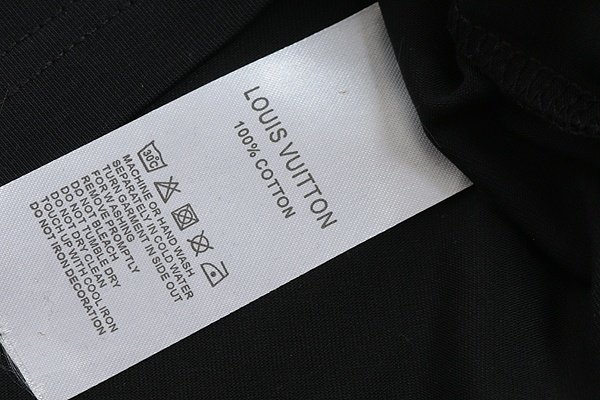 LOUIS VUITTON
100% COTTON
30°C
MACHINE OR HAND WASH
SEPARATELY IN COLD WATER
TURN GARMENT IN SIDE OUT
FOR WASHING
REMOVE PROMPTLY
DO NOT BLEACH
DO NOT TUMBLE DRY
DO NOT DRY CLEAN
TOUCH UP WITH COOL IRON
DO NOT IRON DECORATION